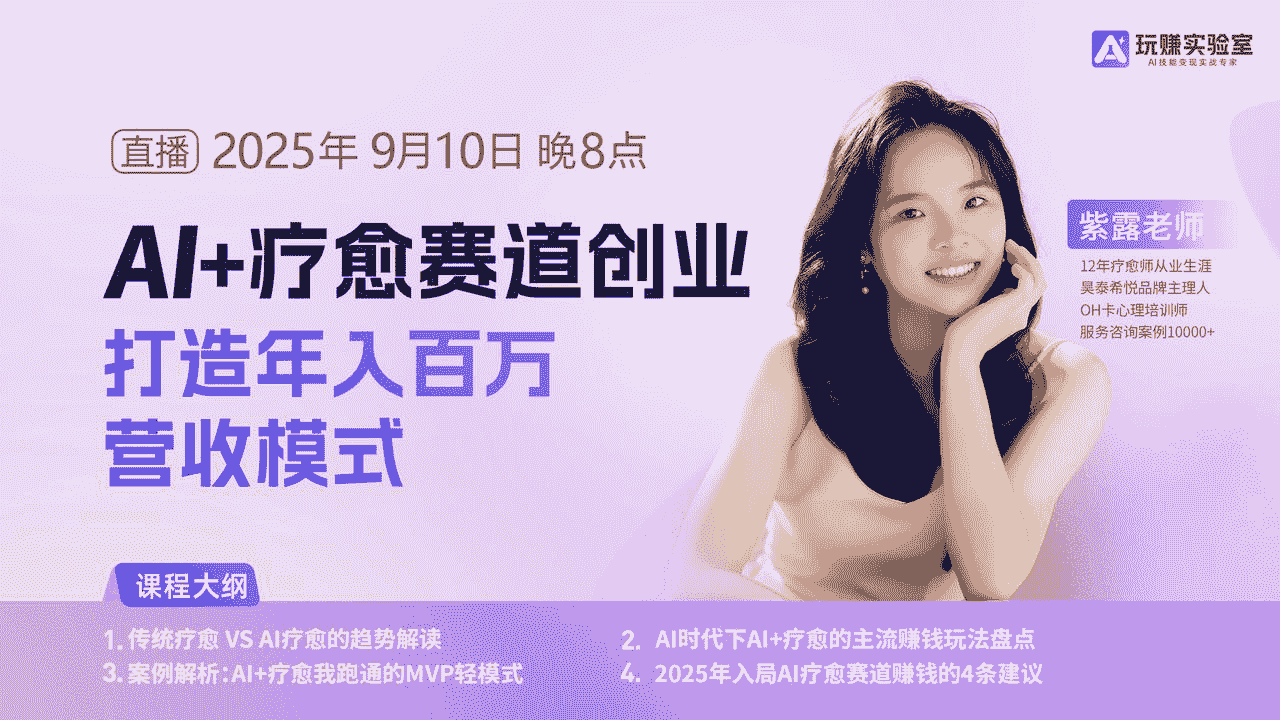 AI 玩赚实验室
AI技能变现实战专家
直播 2025年 9月10日 晚8点
AI+疗愈赛道创业
打造年入百万
营收模式
紫露老师
12年疗愈师从业生涯
昊泰希悦品牌主理人
OH卡心理培训师
服务咨询案例10000+
课程大纲
1. 传统疗愈 VS AI疗愈的趋势解读
2. AI时代下AI+疗愈的主流赚钱玩法盘点
3. 案例解析：AI+疗愈我跑通的MVP轻模式
4. 2025年入局AI疗愈赛道赚钱的4条建议